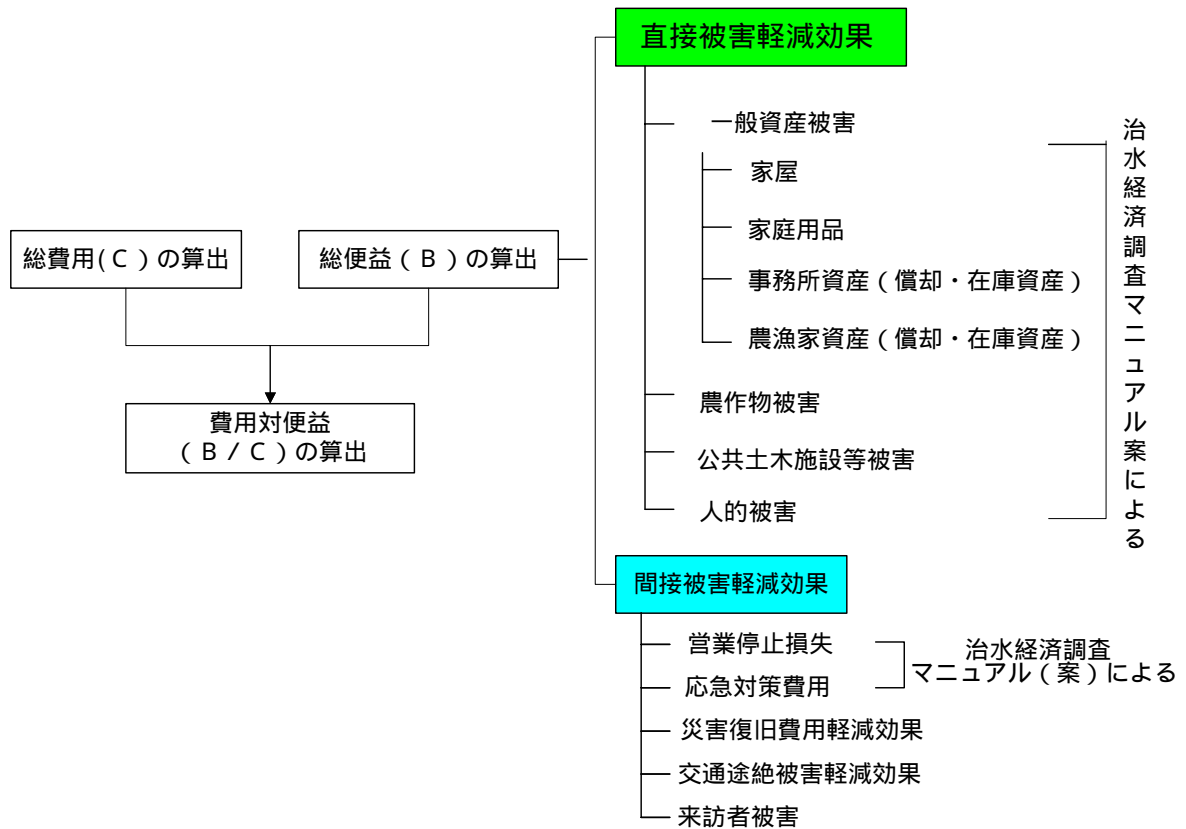 総費用(C)の算出
総便益(B)の算出
費用対便益
(B/C)の算出
直接被害軽減効果
一般資産被害
家屋
家庭用品
事務所資産(償却・在庫資産)
農漁家資産(償却・在庫資産)
農作物被害
公共土木施設等被害
人的被害
治水経済調査マニュアル案による
間接被害軽減効果
営業停止損失
応急対策費用
治水経済調査
マニュアル(案)による
災害復旧費用軽減効果
交通途絶被害軽減効果
来訪者被害